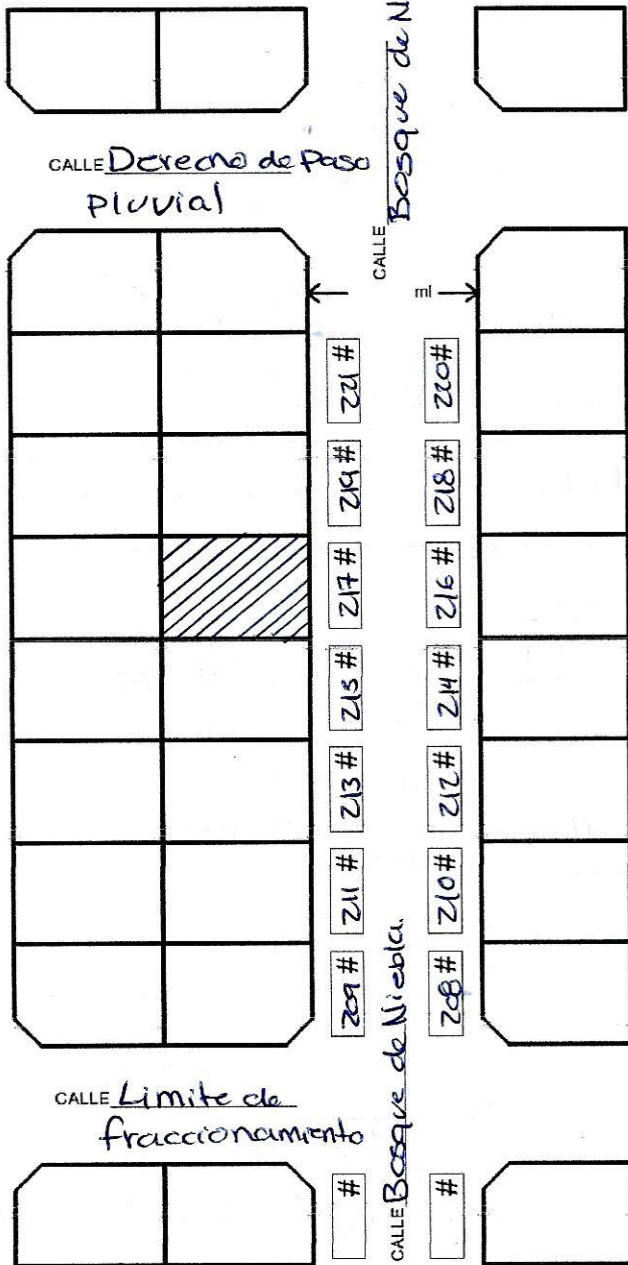 CALLE Bosque de N
CALLE Derecho de Paso
Pluvial
ml
221 #
220 #
219 #
218 #
217 #
216 #
215 #
214 #
213 #
212 #
211 #
210 #
209 #
208 #
CALLE Limite de
fraccionamiento
CALLE Bosque de Niebla.
#
#